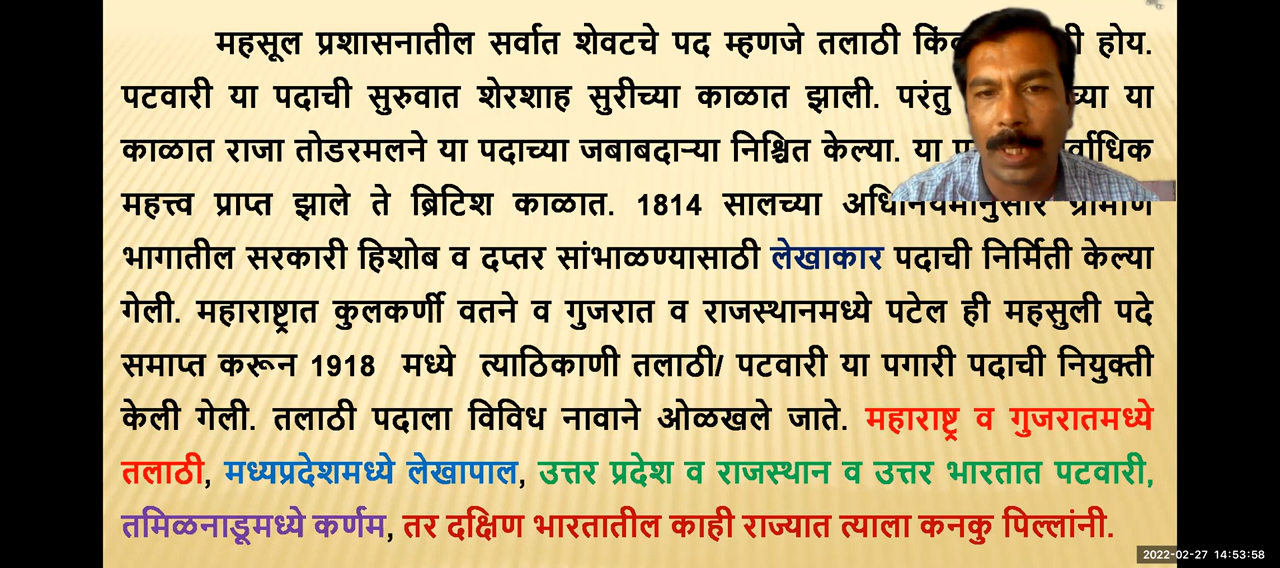 महसूल प्रशासनातील सर्वात शेवटचे पद म्हणजे तलाठी होय.
पटवारी या पदाची सुरुवात शेरशाह सुरीच्या काळात झाली. परंतु या
काळात राजा तोडरमलने या पदाच्या जबाबदाऱ्या निश्चित केल्या. या
महत्त्व प्राप्त झाले ते ब्रिटिश काळात. 1814 सालच्या अधिनियमानुसार ग्रामीण
भागातील सरकारी हिशोब व दप्तर सांभाळण्यासाठी लेखाकार पदाची निर्मिती केल्या
गेली. महाराष्ट्रात कुलकर्णी वतने व गुजरात व राजस्थानमध्ये पटेल ही महसुली पदे
समाप्त करून 1918 मध्ये त्याठिकाणी तलाठी/ पटवारी या पगारी पदाची नियुक्ती
केली गेली. तलाठी पदाला विविध नावाने ओळखले जाते. महाराष्ट्र व गुजरातमध्ये
तलाठी, मध्यप्रदेशमध्ये लेखापाल, उत्तर प्रदेश व राजस्थान व उत्तर भारतात पटवारी,
तमिळनाडूमध्ये कर्णम, तर दक्षिण भारतातील काही राज्यात त्याला कनकु पिल्लांनी.
2022-02-27 14:53:58